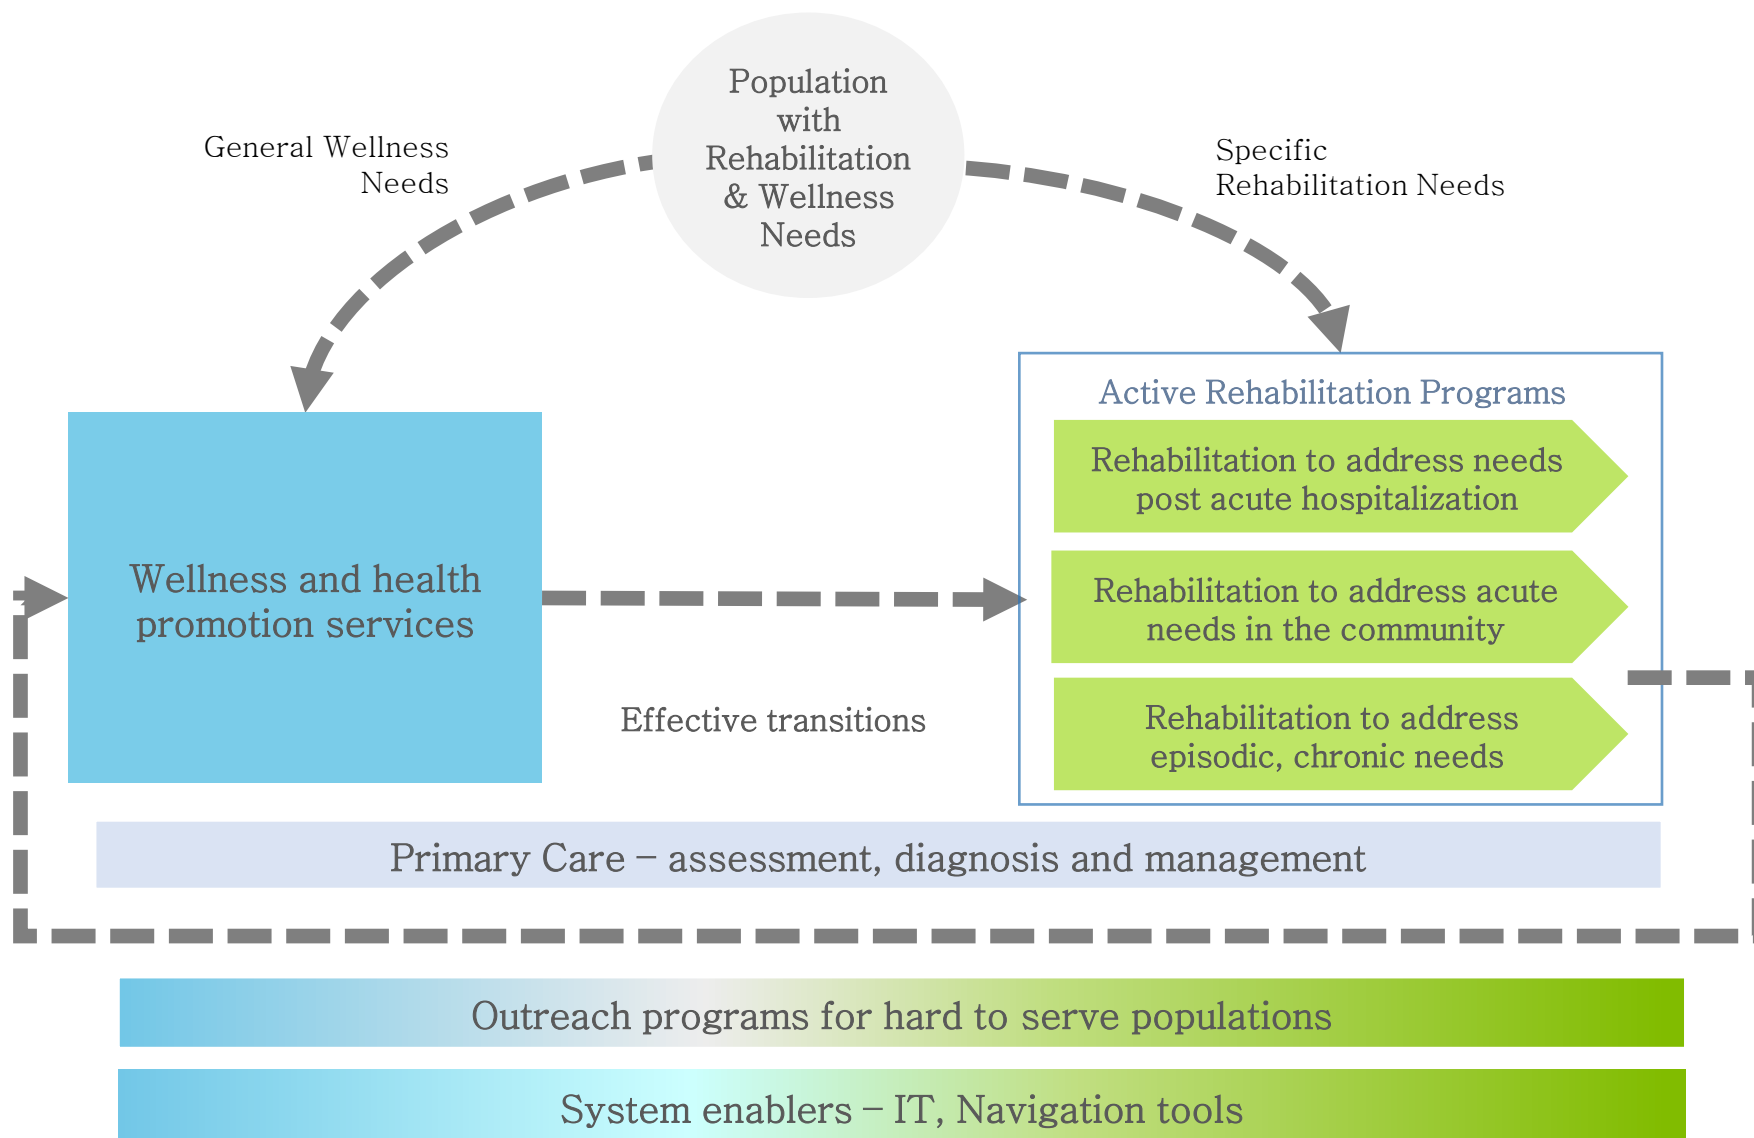 Population
with
Rehabilitation
& Wellness
Needs
General Wellness
Needs
Specific
Rehabilitation Needs
Active Rehabilitation Programs
Rehabilitation to address needs
post acute hospitalization
Rehabilitation to address acute
needs in the community
Rehabilitation to address
episodic, chronic needs
Wellness and health
promotion services
Effective transitions
Primary Care – assessment, diagnosis and management
Outreach programs for hard to serve populations
System enablers – IT, Navigation tools